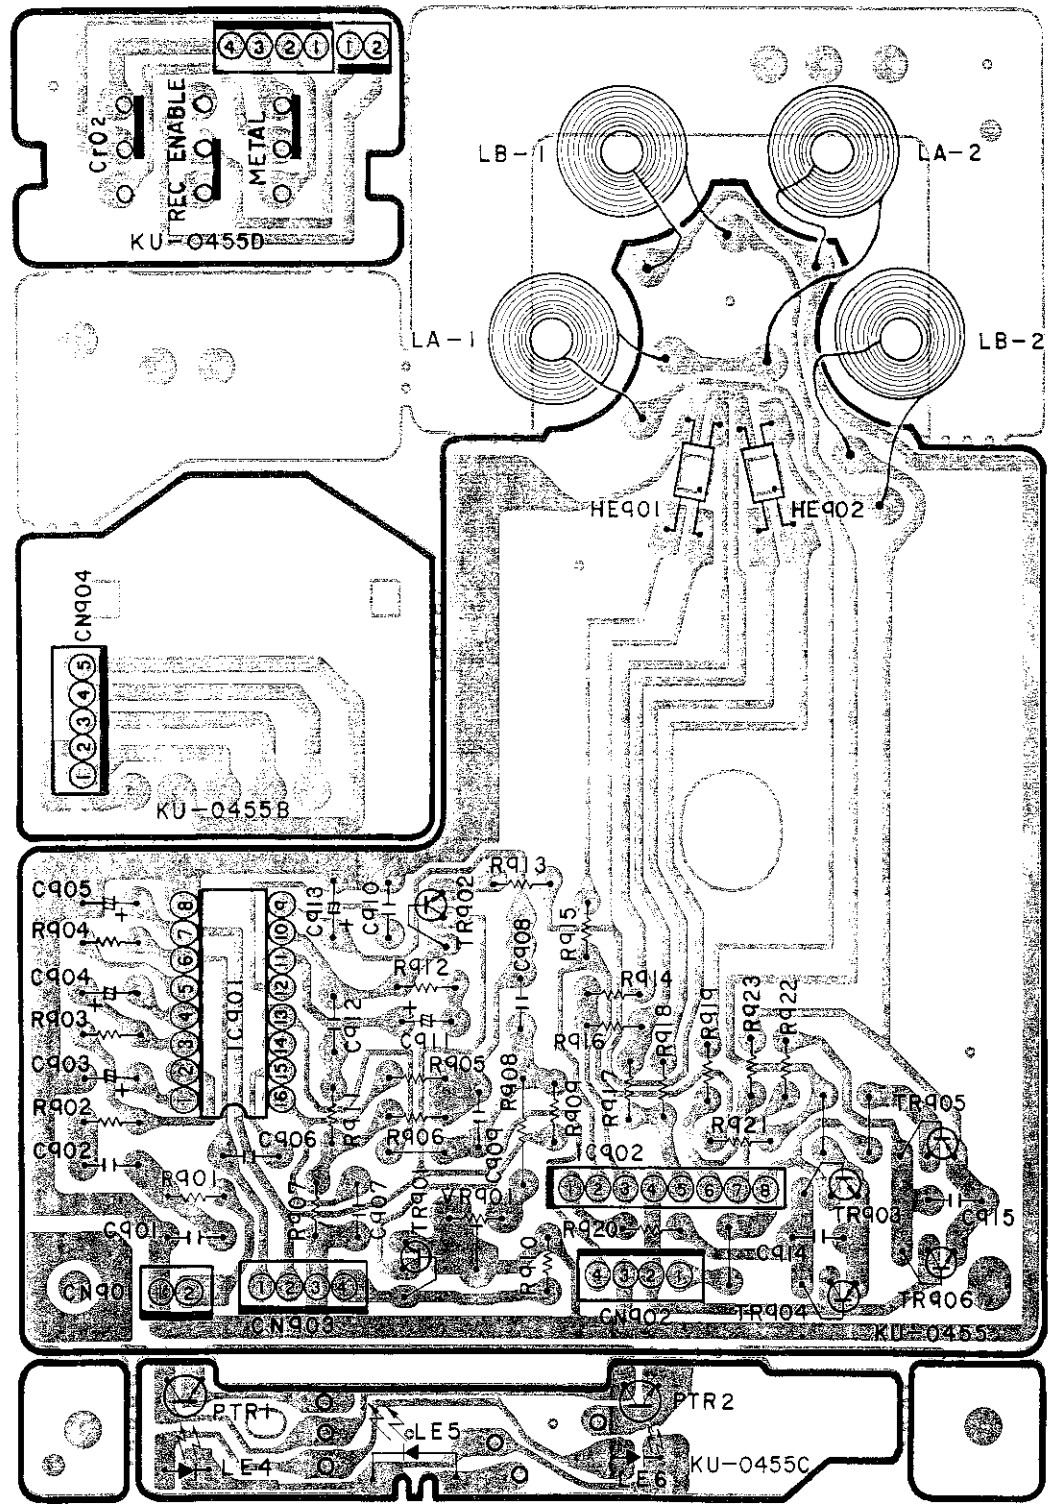 ④ ③ ② ① ① ②
CrO2
REC ENABLE
METAL
KU-0455D
LB-1
LA-2
LA-1
LB-2
HE901
HE902
CN904
① ② ③ ④ ⑤
KU-0455B
R913
C905
⑧
⑨
C913
C910
TR902
R904
⑦
⑩
C908
R915
⑥
⑪
R912
C904
⑤
⑫
R914
IC901
C912
R919
R923
R922
R903
④
⑬
C911
R916
R918
③
⑭
C903
②
⑮
R905
R908
R917
R909
R902
①
⑯
R911
TR905
C906
R906
C909
R921
C902
IC902
R901
① ② ③ ④ ⑤ ⑥ ⑦ ⑧
R907
C907
TR901
VR901
TR903
C915
C901
R920
R910
C914
CN901
① ②
① ② ③ ④
④ ③ ② ①
CN903
CN902
TR904
TR906
KU-0455
PTR1
PTR2
LE5
LE4
LE6
KU-0455C